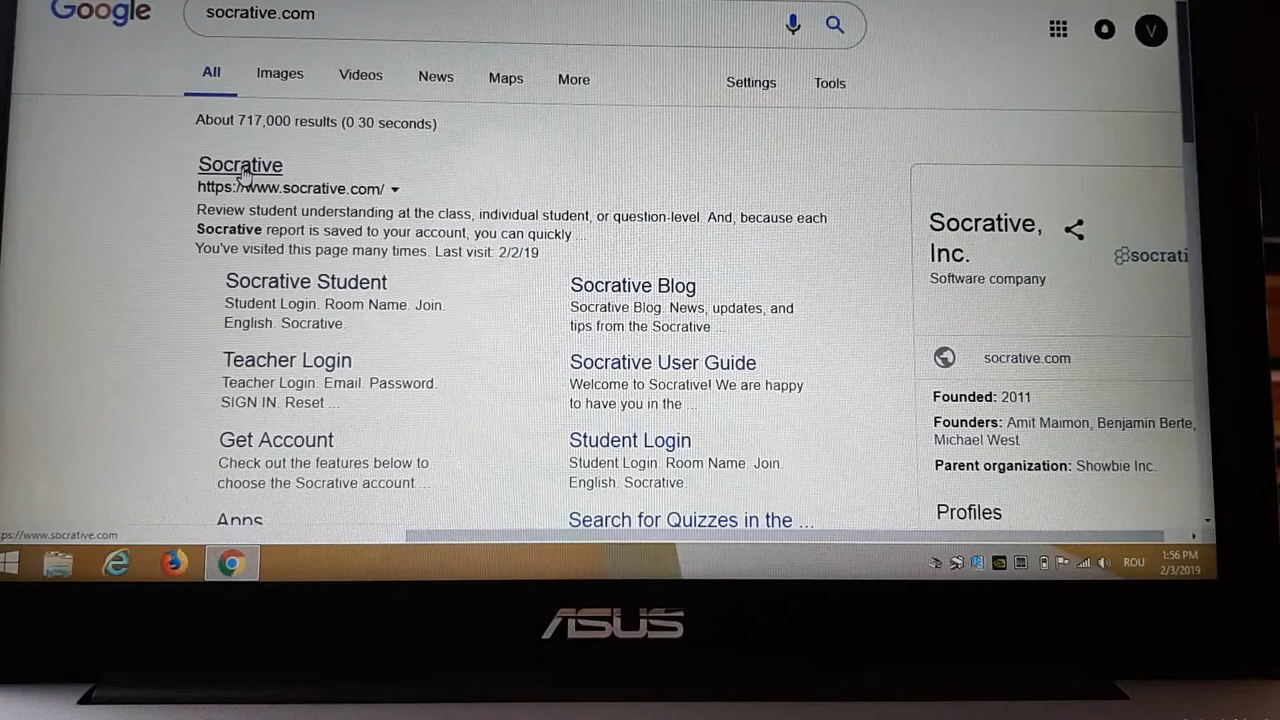 Google
socrative.com
V
All Images Videos News Maps More Settings Tools
About 717,000 results (0 30 seconds)
Socrative
https://www.socrative.com/
Review student understanding at the class, individual student, or question-level. And, because each
Socrative report is saved to your account, you can quickly ...
You've visited this page many times. Last visit: 2/2/19
Socrative Student
Student Login. Room Name. Join.
English. Socrative.
Teacher Login
Teacher Login. Email. Password.
SIGN IN. Reset ...
Get Account
Check out the features below to
choose the Socrative account ...
Apps
Socrative Blog
Socrative Blog. News, updates, and
tips from the Socrative ...
Socrative User Guide
Welcome to Socrative! We are happy
to have you in the ...
Student Login
Student Login. Room Name. Join.
English. Socrative.
Search for Quizzes in the ...
Socrative,
Inc.
Software company
socrati
socrative.com
Founded: 2011
Founders: Amit Maimon, Benjamin Berte,
Michael West
Parent organization: Showbie Inc.
Profiles
ps://www.socrative.com
ROU
1:56 PM
2/3/2019
ASUS